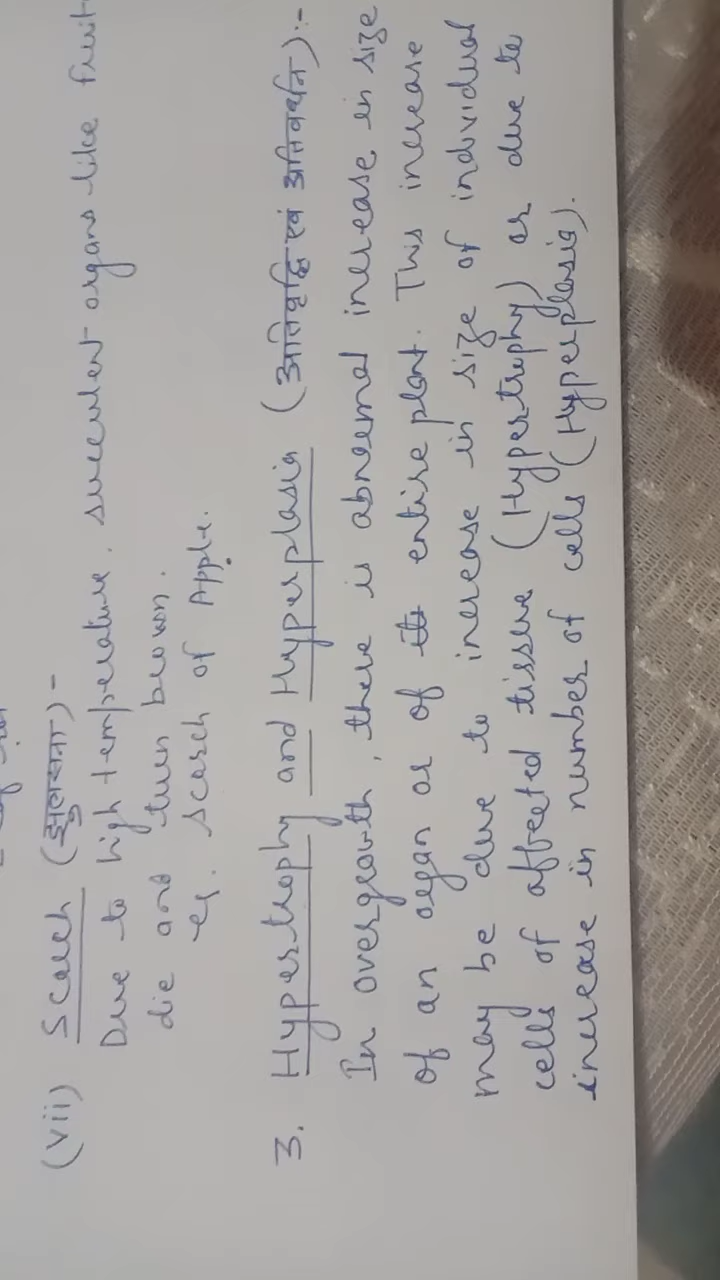 (vii) Scorch (झुलसना) -
Due to high temperature, succulent organs like fruit
die and turn brown.
eg. scorch of Apple.
3. Hypertrophy and Hyperplasia (अतिवृद्धि एवं अतिवर्धन) :-
In overgrowth, there is abnormal increase in size
of an organ or of entire plant. This increase
may be due to increase in size of individual
cells of affected tissue (Hypertrophy) or due to
increase in number of cells (Hyperplasia).